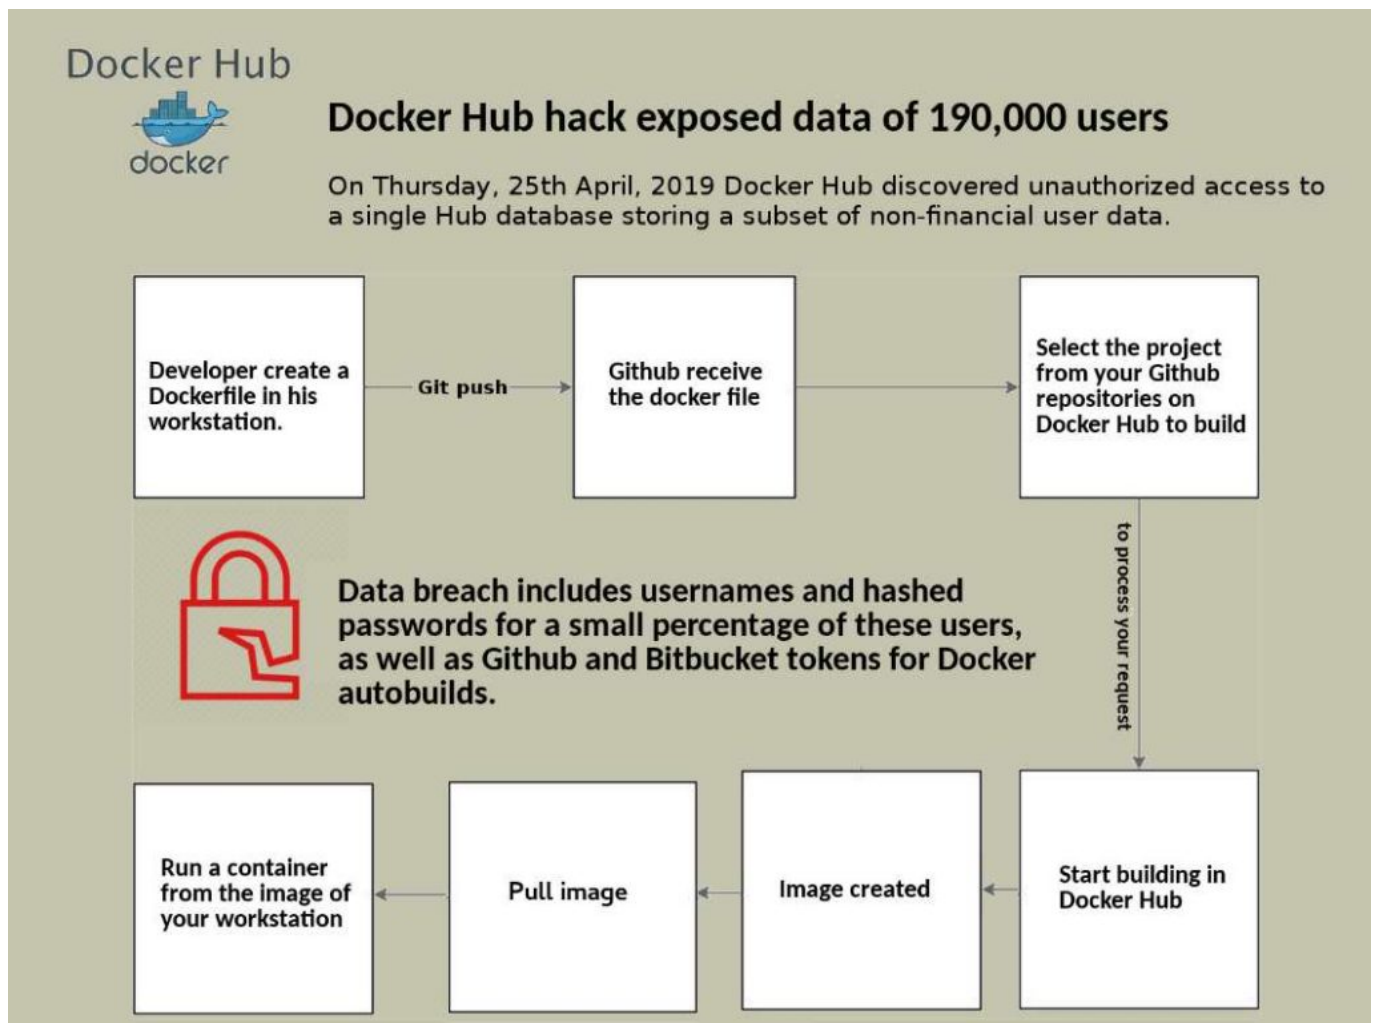 Docker Hub
docker
Docker Hub hack exposed data of 190,000 users
On Thursday, 25th April, 2019 Docker Hub discovered unauthorized access to
a single Hub database storing a subset of non-financial user data.
Developer create a
Dockerfile in his
workstation.
Git push
Github receive
the docker file
Select the project
from your Github
repositories on
Docker Hub to build
to process your request
Data breach includes usernames and hashed
passwords for a small percentage of these users,
as well as Github and Bitbucket tokens for Docker
autobuilds.
Start building in
Docker Hub
Image created
Pull image
Run a container
from the image of
your workstation